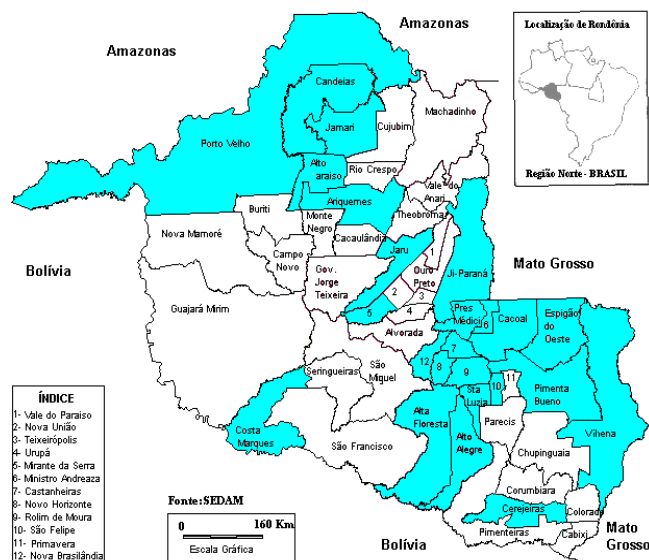 Amazonas
Amazonas
Localização de Rondônia
Região Norte - BRASIL
Candeias
Jamari
Cujubim
Machadinho
Porto Velho
Alto
araiso
Rio Crespo
Vale do
Anari
Ariquemes
Theobroma
Buriti
Monte
Negro
Nova Mamoré
Cacaulândia
Jaru
1
Campo
Novo
Ouro
Preto
Ji-Paraná
Mato Grosso
Bolívia
Gov.
Jorge
Teixeira
2
3
4
5
Guajará Mirim
Pres
Médici
6
Cacoal
Espigão
do
Oeste
Alvorada
7
12
8
9
10
11
Seringueiras
São
Miguel
Sta
Luzia
Pimenta
Bueno
Costa
Marques
Alta
Floresta
Alto
Alegre
Parecis
Vilhena
São Francisco
Chupinguaia
Corumbiara
Cerejeiras
Colorad
Pimenteiras
Cabixi
Mato
Grosso
Bolívia
ÍNDICE
1- Vale do Paraiso
2- Nova União
3- Teixeirópolis
4- Urupá
5- Mirante da Serra
6- Ministro Andreaza
7- Castanheiras
8- Novo Horizonte
9- Rolim de Moura
10- São Felipe
11- Primavera
12- Nova Brasilândia
Fonte: SEDAM
0 160 Km
Escala Gráfica